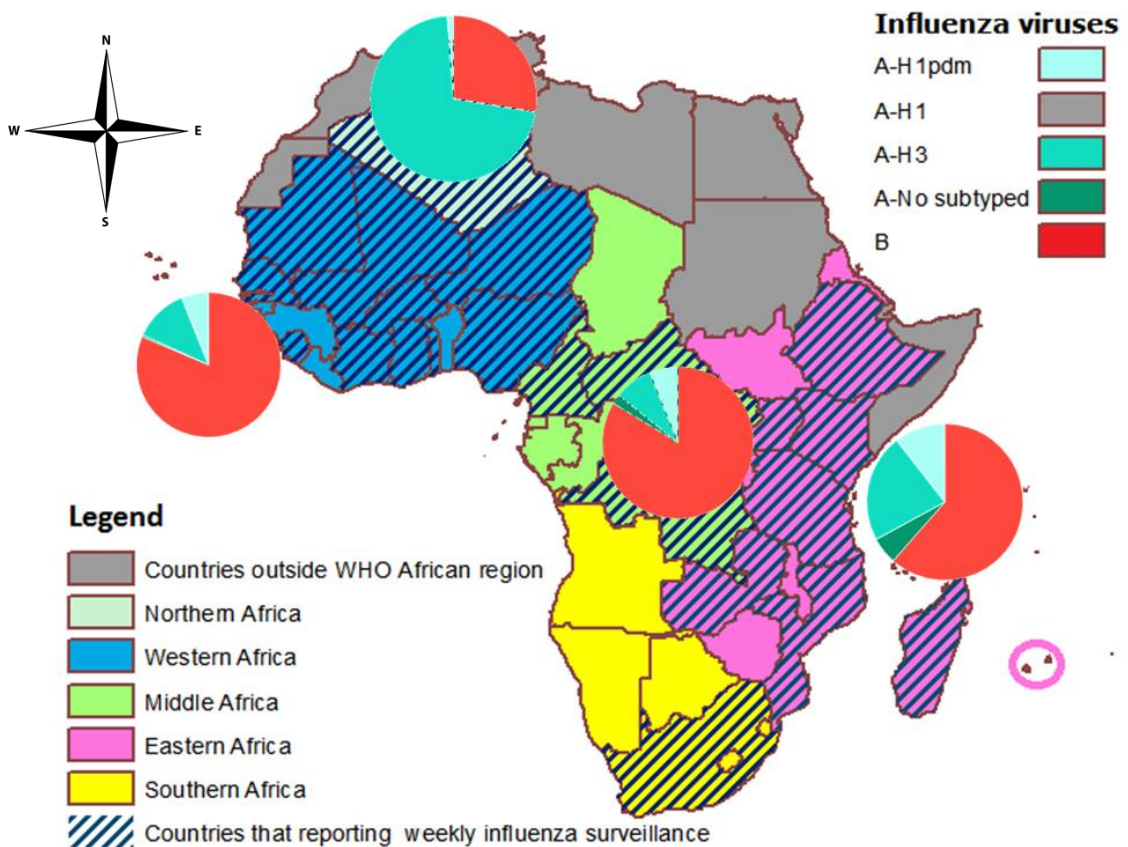 N
W
E
S
Influenza viruses
A-H1pdm
A-H1
A-H3
A-No subtyped
B
Legend
Countries outside WHO African region
Northern Africa
Western Africa
Middle Africa
Eastern Africa
Southern Africa
Countries that reporting weekly influenza surveillance